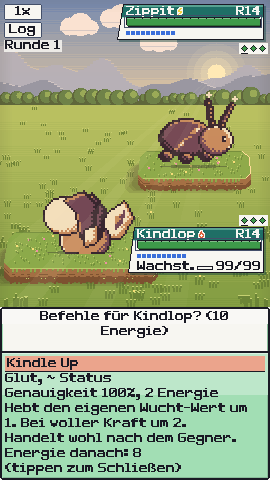 1x
Zippit R14
Log
Runde 1
Kindlop R14
Wachst. 99/99
Befehle für Kindlop? (10
Energie)
Kindle Up
Glut, ~ Status
Genauigkeit 100%, 2 Energie
Hebt den eigenen Wucht-Wert um
1. Bei voller Kraft um 2.
Handelt wohl nach dem Gegner.
Energie danach: 8
(tippen zum Schließen)